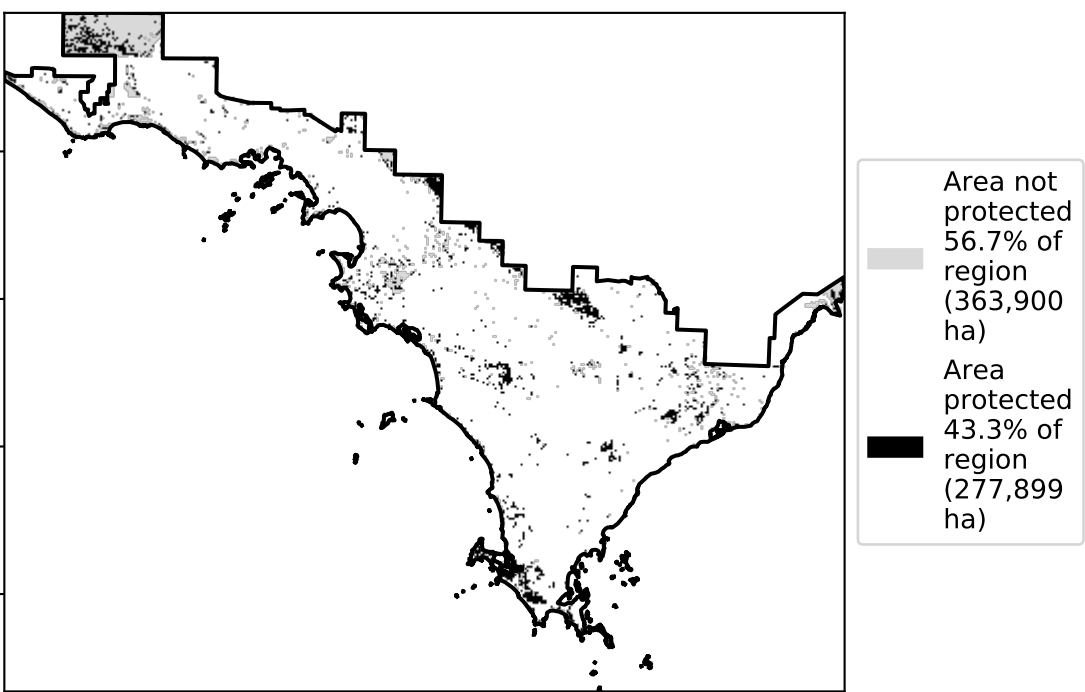 Area not
protected
56.7% of
region
(363,900
ha)
Area
protected
43.3% of
region
(277,899
ha)